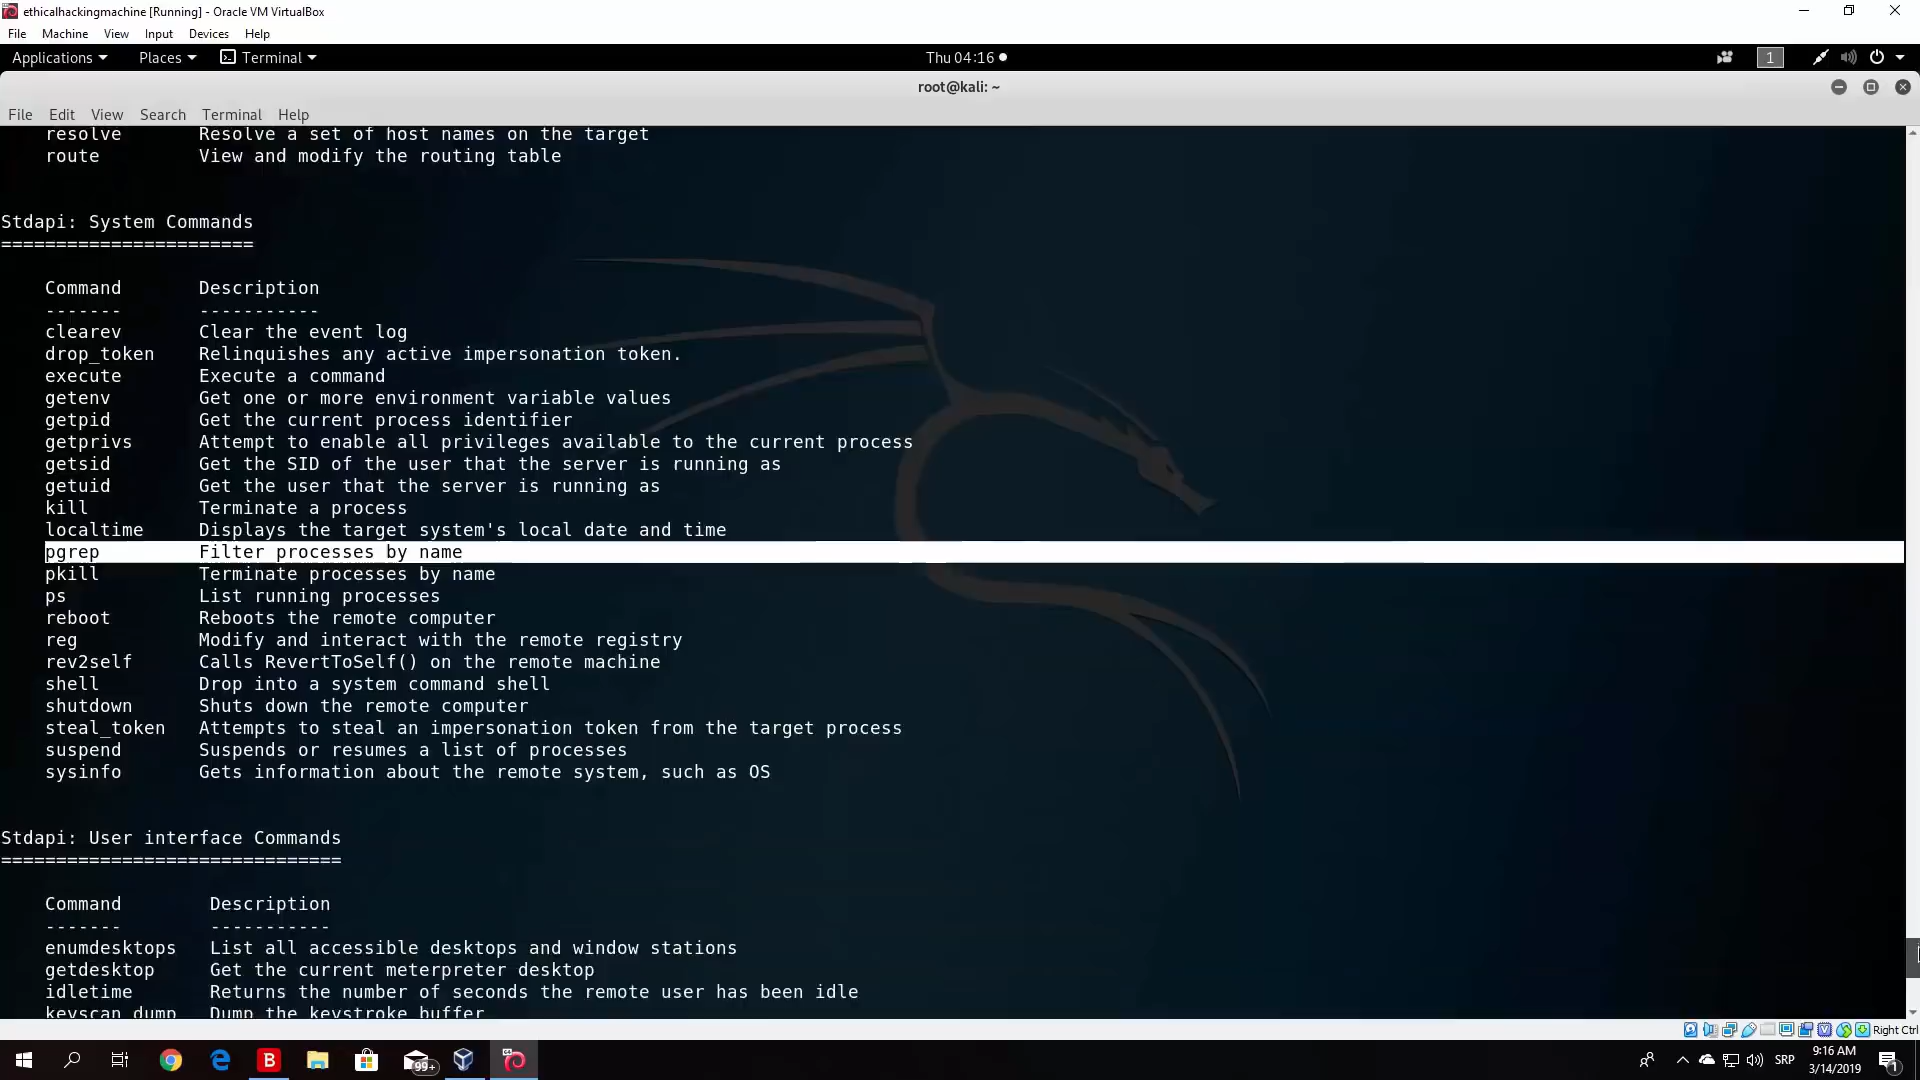 ethicalhackingmachine [Running] - Oracle VM VirtualBox
File Machine View Input Devices Help
Applications Places Terminal Thu 04:16 1
root@kali: ~
File Edit View Search Terminal Help
resolve Resolve a set of host names on the target
route View and modify the routing table
Stdapi: System Commands
=======================
Command Description
------- -----------
clearev Clear the event log
drop_token Relinquishes any active impersonation token.
execute Execute a command
getenv Get one or more environment variable values
getpid Get the current process identifier
getprivs Attempt to enable all privileges available to the current process
getsid Get the SID of the user that the server is running as
getuid Get the user that the server is running as
kill Terminate a process
localtime Displays the target system's local date and time
pgrep Filter processes by name
pkill Terminate processes by name
ps List running processes
reboot Reboots the remote computer
reg Modify and interact with the remote registry
rev2self Calls RevertToSelf() on the remote machine
shell Drop into a system command shell
shutdown Shuts down the remote computer
steal_token Attempts to steal an impersonation token from the target process
suspend Suspends or resumes a list of processes
sysinfo Gets information about the remote system, such as OS
Stdapi: User interface Commands
===============================
Command Description
------- -----------
enumdesktops List all accessible desktops and window stations
getdesktop Get the current meterpreter desktop
idletime Returns the number of seconds the remote user has been idle
keyscan_dump Dump the keystroke buffer
Right Ctrl
B 99+ SRP 9:16 AM
3/14/2019 1